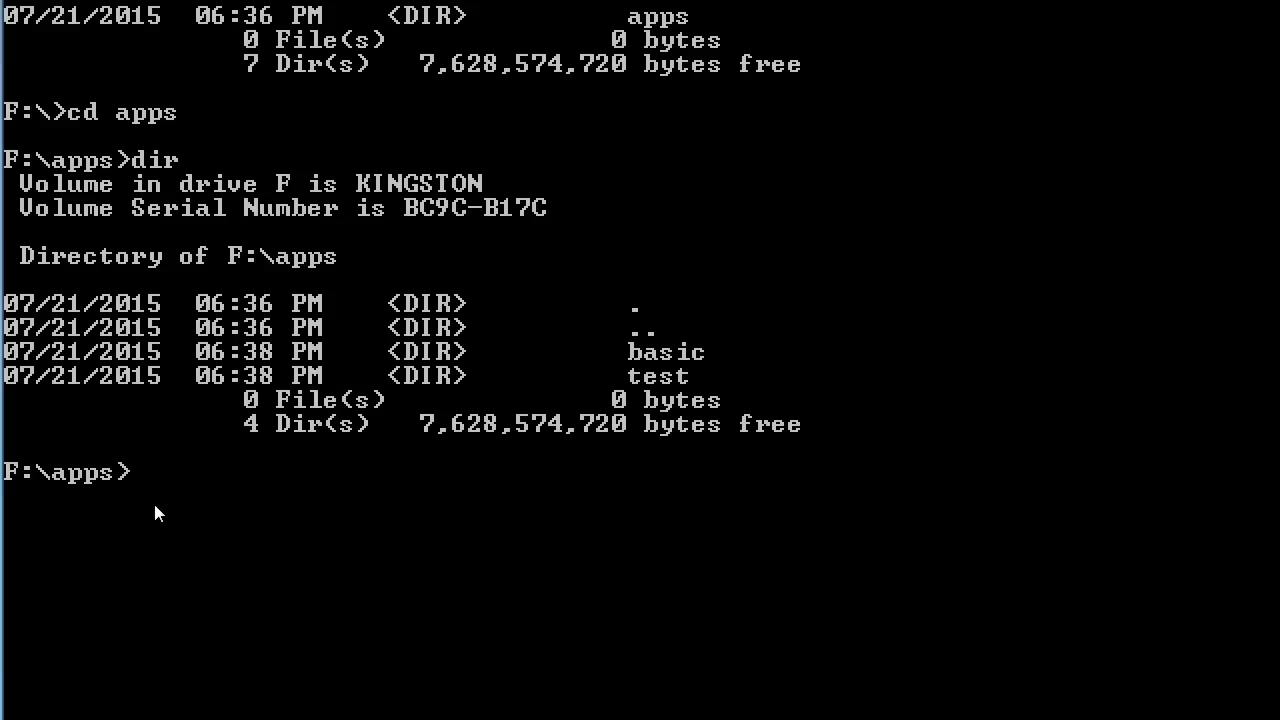 07/21/2015  06:36 PM    <DIR>          apps
               0 File(s)              0 bytes
               7 Dir(s)   7,628,574,720 bytes free
F:\>cd apps
F:\apps>dir
 Volume in drive F is KINGSTON
 Volume Serial Number is BC9C-B17C
 Directory of F:\apps
07/21/2015  06:36 PM    <DIR>          .
07/21/2015  06:36 PM    <DIR>          ..
07/21/2015  06:38 PM    <DIR>          basic
07/21/2015  06:38 PM    <DIR>          test
               0 File(s)              0 bytes
               4 Dir(s)   7,628,574,720 bytes free
F:\apps>